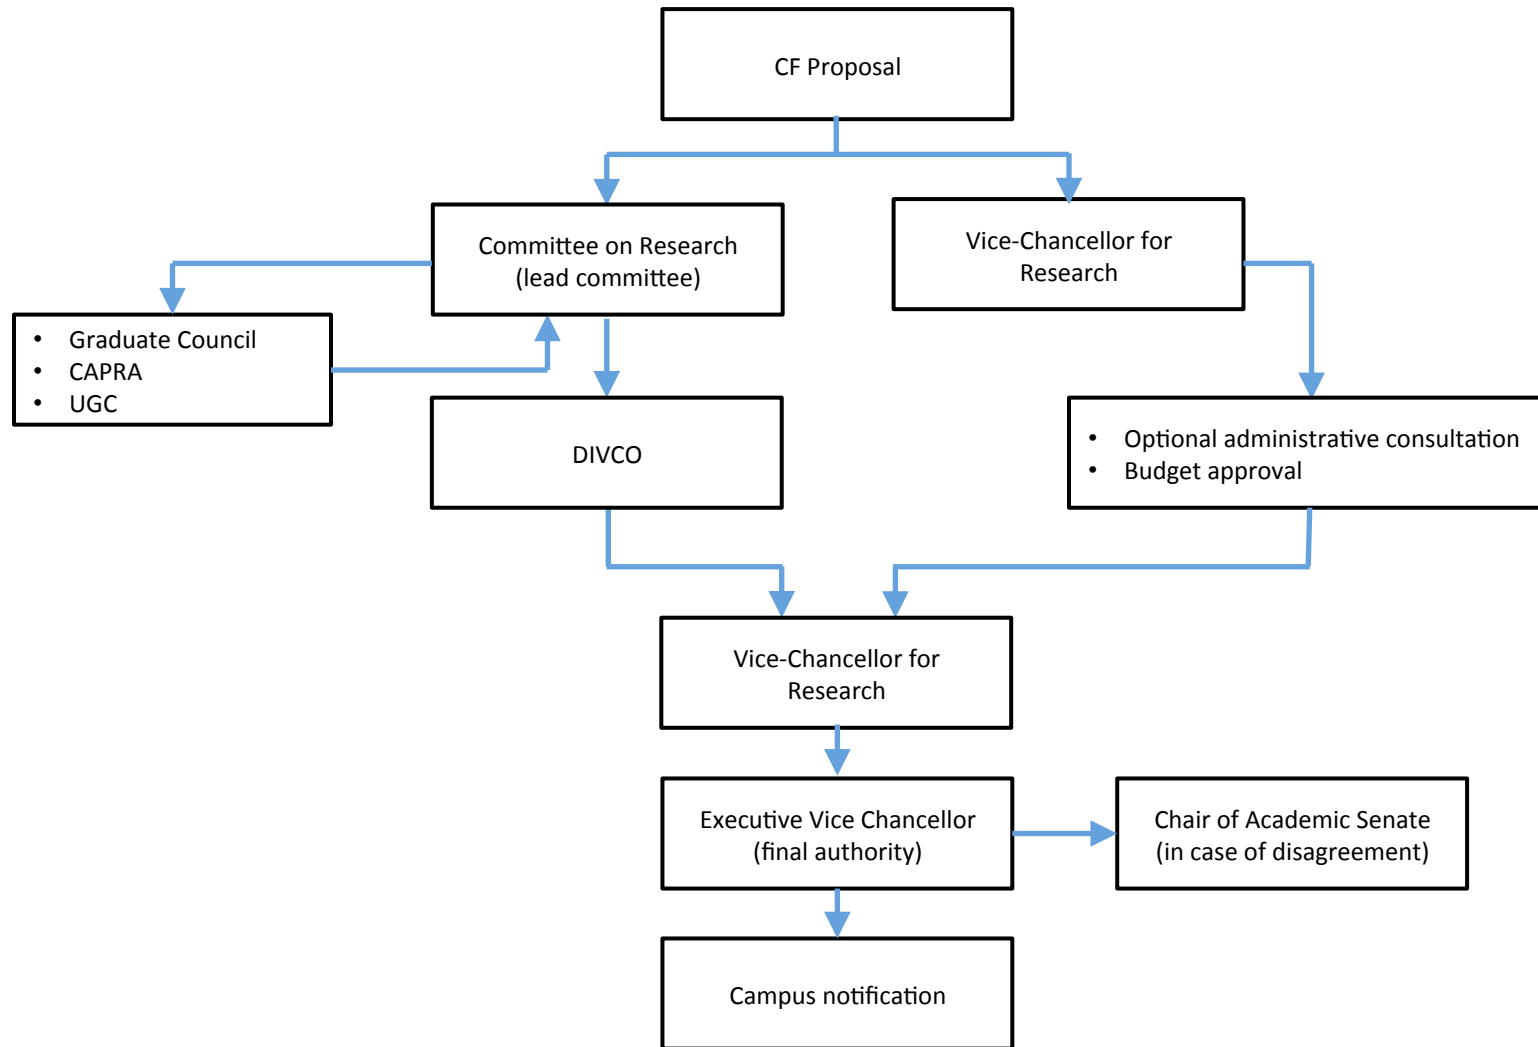 CF Proposal
Committee on Research
(lead committee)
Vice-Chancellor for
Research
• Graduate Council
• CAPRA
• UGC
DIVCO
• Optional administrative consultation
• Budget approval
Vice-Chancellor for
Research
Executive Vice Chancellor
(final authority)
Chair of Academic Senate
(in case of disagreement)
Campus notification